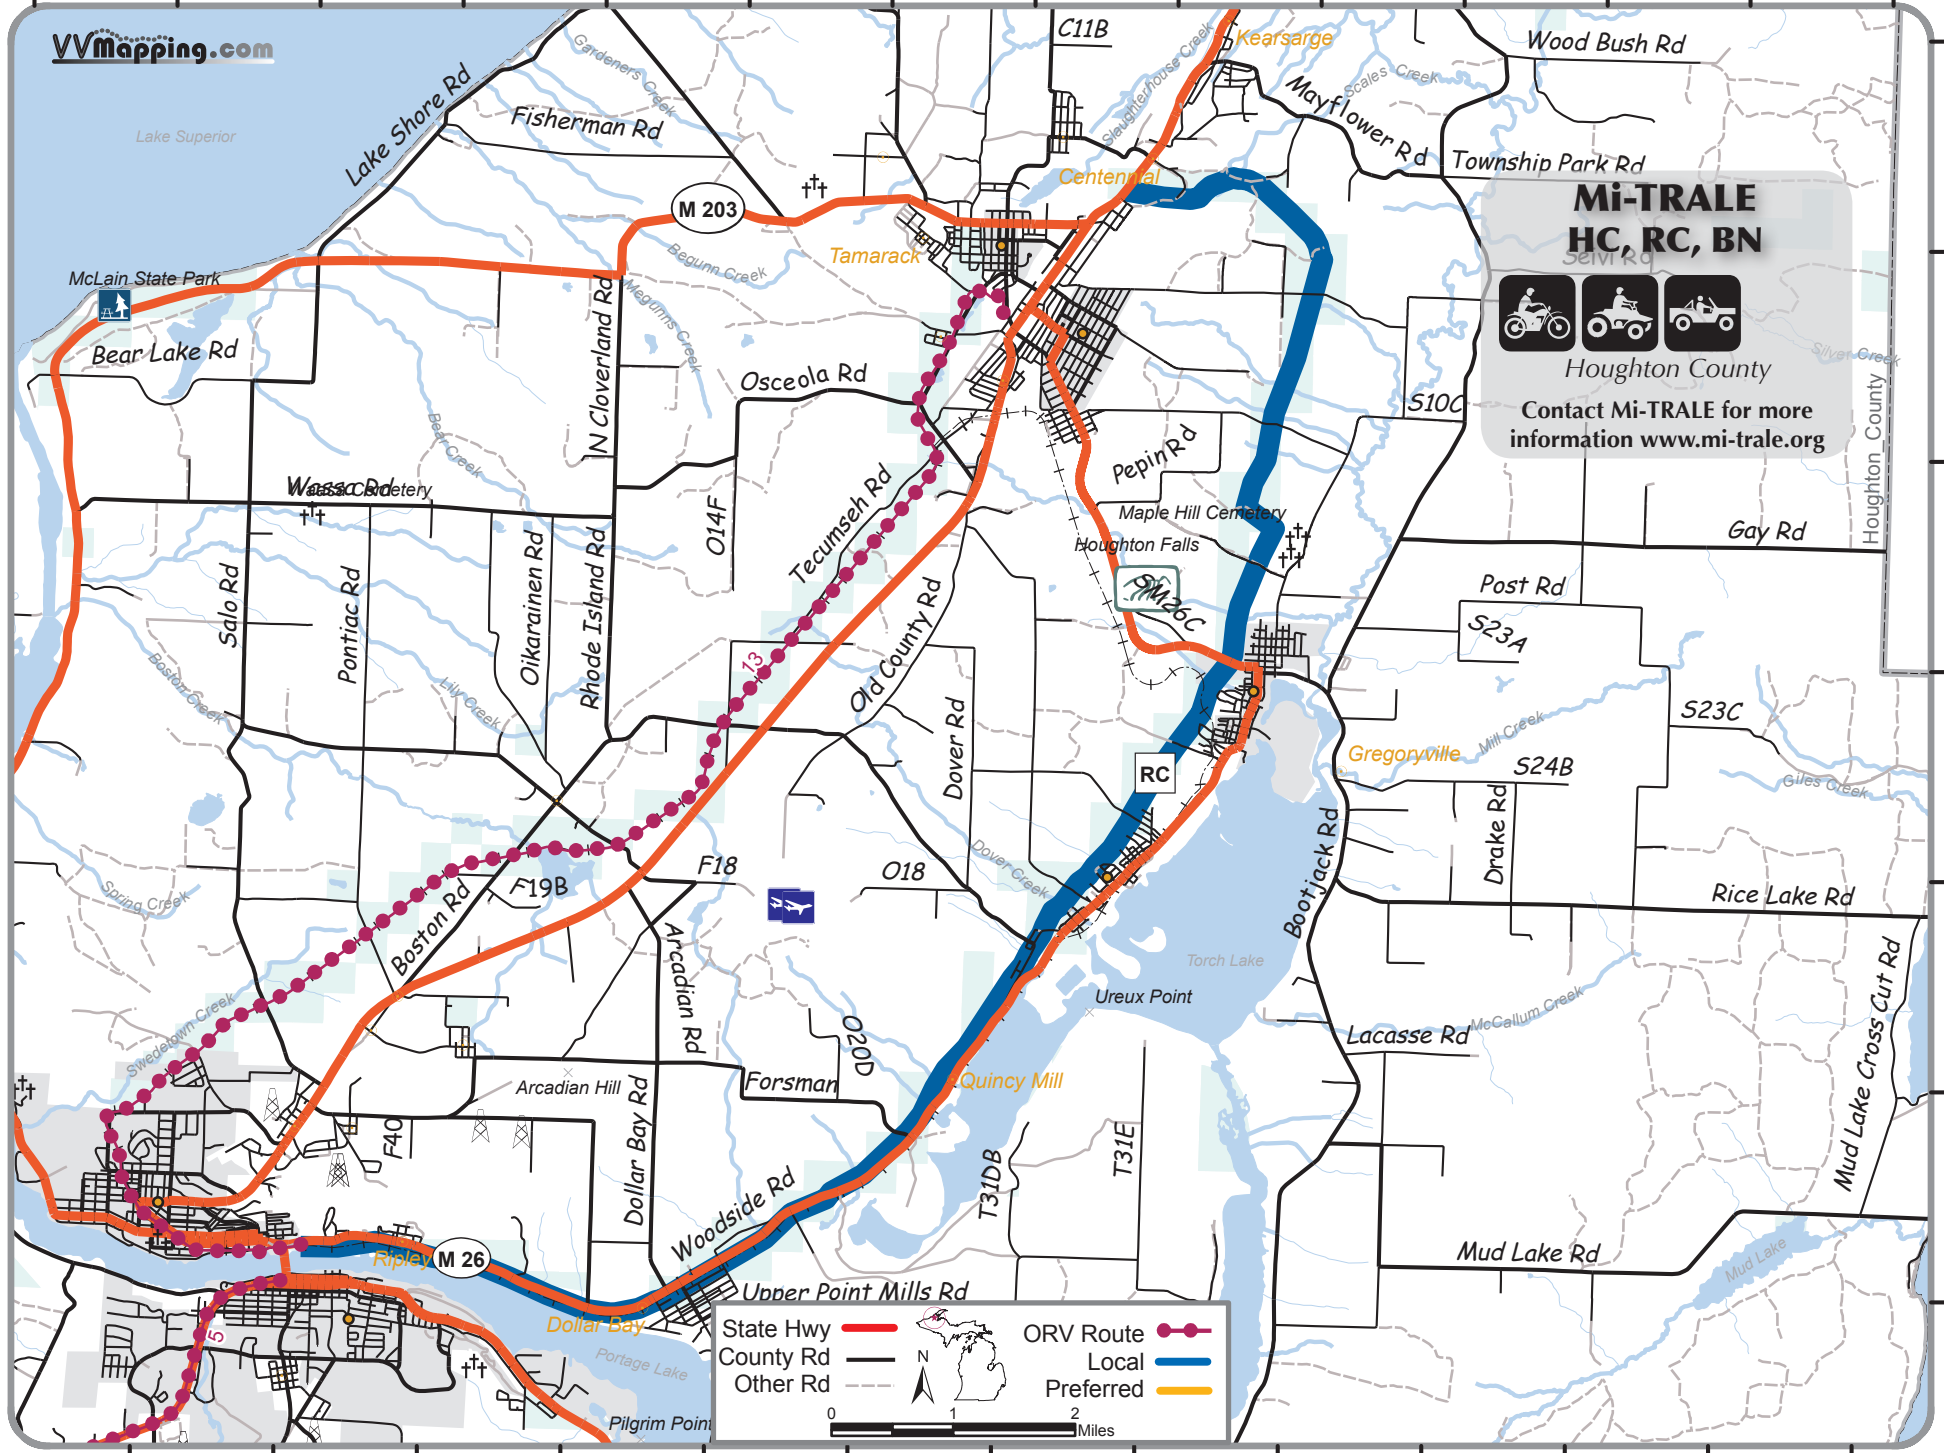 VVMapping.com
C11B
Kearsarge
Wood Bush Rd
Gardeners Creek
Slaughterhouse Creek
Scales Creek
Lake Shore Rd
Fisherman Rd
Mayflower Rd
Lake Superior
Township Park Rd
Centennial
Mi-TRALE
HC, RC, BN
M 203
Tamarack
Selvi Rd
Begunn Creek
McLain State Park
Megunns Creek
N Cloverland Rd
Bear Lake Rd
Silver Creek
Houghton County
Osceola Rd
S10C
Contact Mi-TRALE for more
information www.mi-trale.org
Houghton_County
Bear Creek
Pepin Rd
Waasa Rd
Waasa Cemetery
Tecumseh Rd
O14F
Maple Hill Cemetery
Gay Rd
Houghton Falls
Oikarainen Rd
Rhode Island Rd
Salo Rd
Pontiac Rd
Post Rd
SM26C
Old County Rd
S23A
13
Boston Creek
Lily Creek
S23C
Dover Rd
Mill Creek
Gregoryville
RC
S24B
Giles Creek
Drake Rd
Bootjack Rd
F18
O18
Dover Creek
F19B
Spring Creek
Rice Lake Rd
Boston Rd
Arcadian Rd
Torch Lake
Mud Lake Cross Cut Rd
Ureux Point
Swedetown Creek
McCallum Creek
O20D
Lacasse Rd
Quincy Mill
Arcadian Hill
Forsman
Dollar Bay Rd
F40
T31E
T31DB
Woodside Rd
Ripley
M 26
Mud Lake Rd
Mud Lake
Upper Point Mills Rd
Dollar Bay
5
Portage Lake
Pilgrim Point
State Hwy
County Rd
Other Rd
N
ORV Route
Local
Preferred
0 1 2
Miles